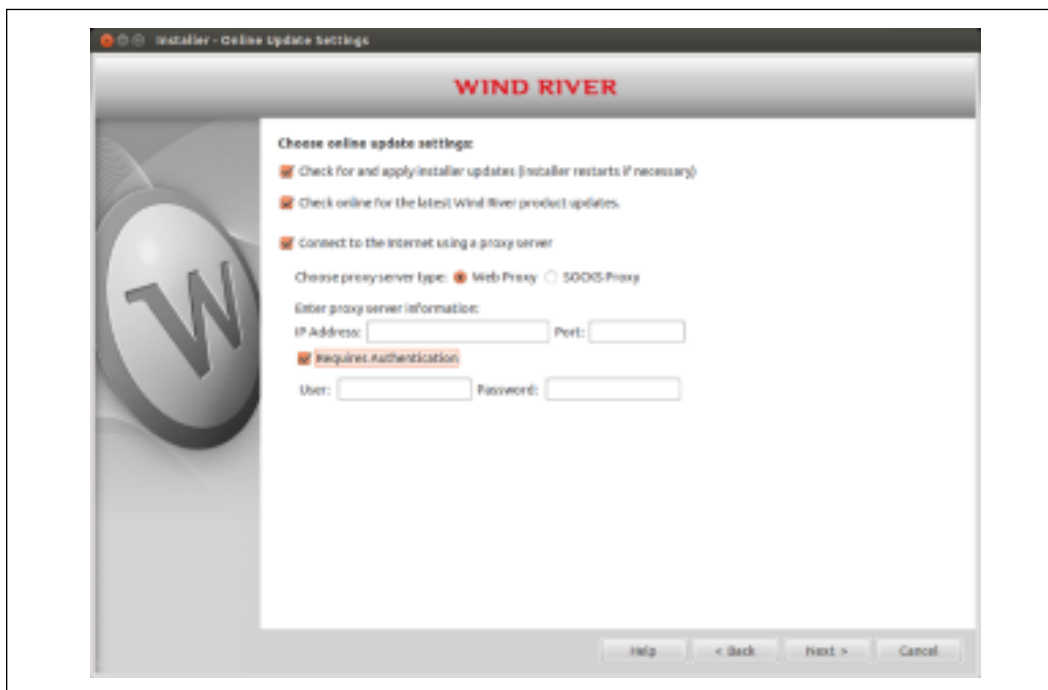 Installer - Online Update Settings
WIND RIVER
Choose online update settings:
Check for and apply installer updates (installer restarts if necessary)
Check online for the latest Wind River product updates.
Connect to the Internet using a proxy server
Choose proxy server type: Web Proxy SOCKS Proxy
Enter proxy server information:
IP Address: Port:
Requires Authentication
User: Password:
W
Help < Back Next > Cancel